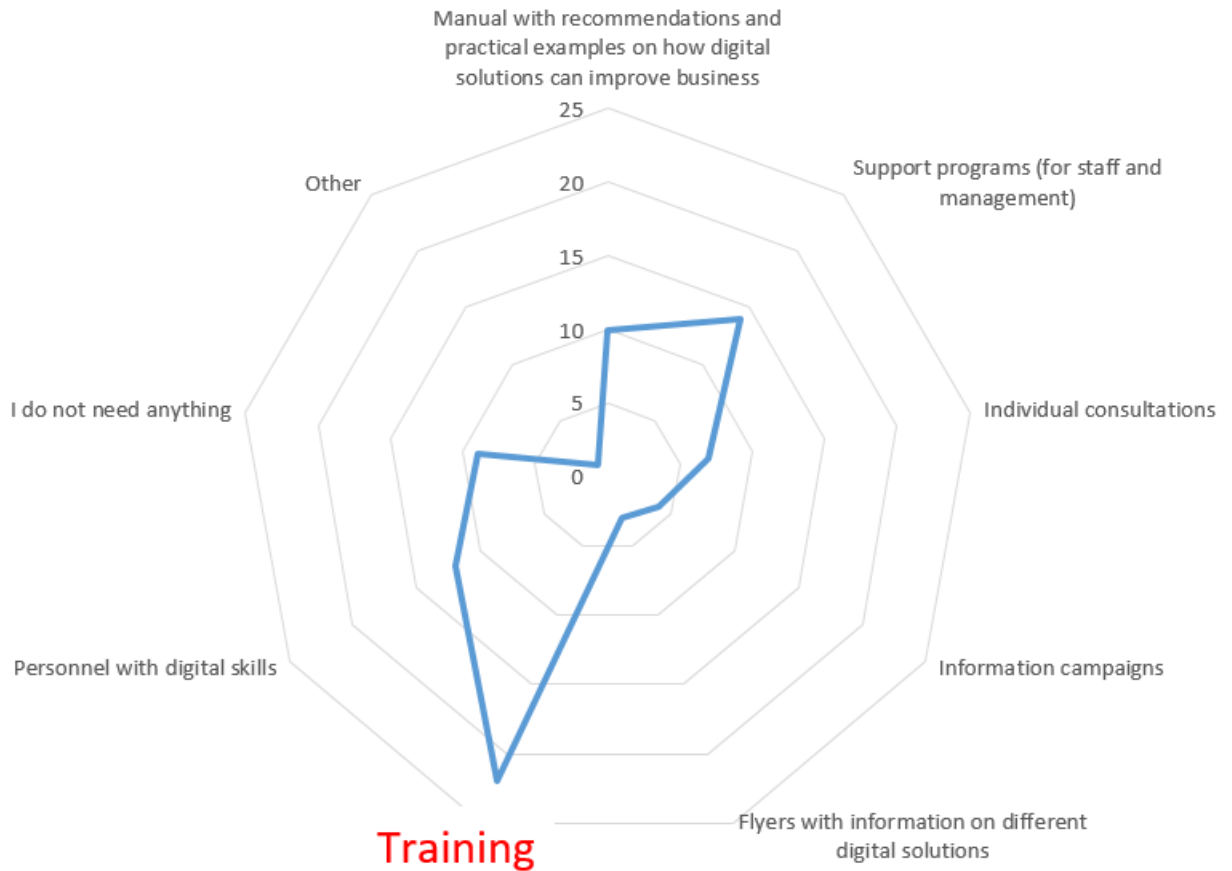 Manual with recommendations and
practical examples on how digital
solutions can improve business
25
20
15
10
5
0
Support programs (for staff and
management)
Individual consultations
Information campaigns
Flyers with information on different
digital solutions
Training
Personnel with digital skills
I do not need anything
Other